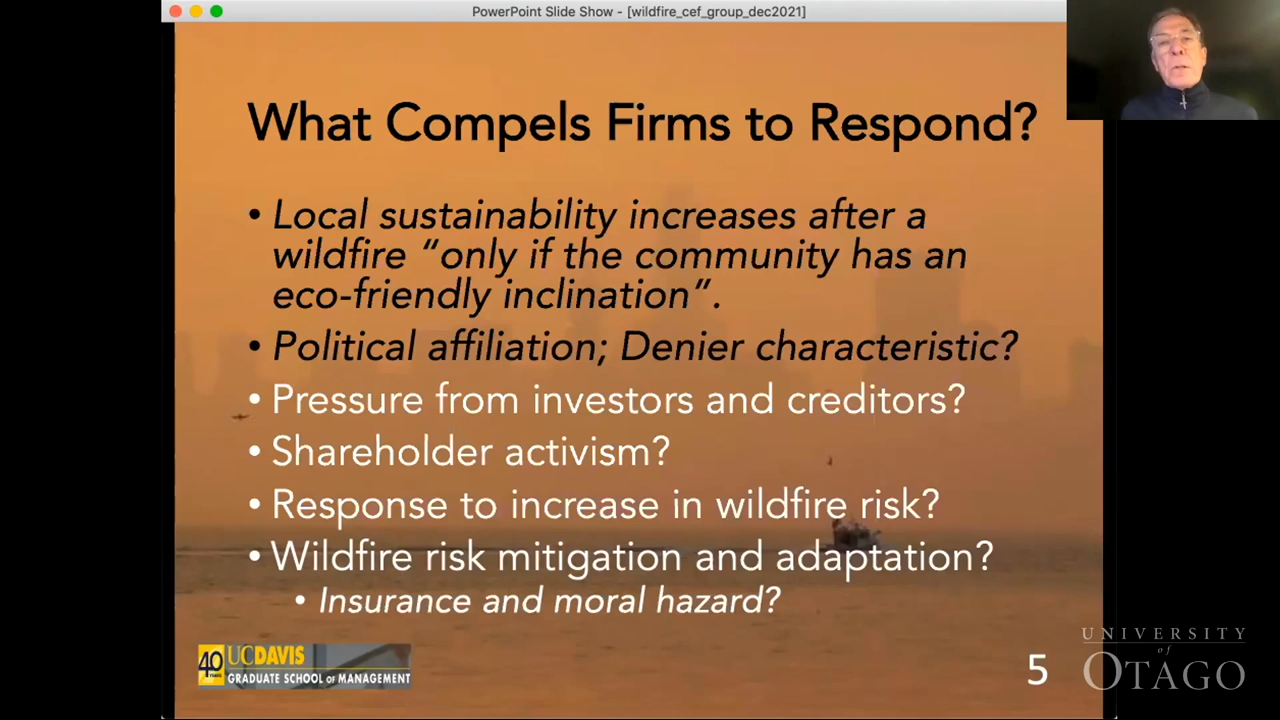 PowerPoint Slide Show - [wildfire_cef_group_dec2021]
What Compels Firms to Respond?
• Local sustainability increases after a
wildfire “only if the community has an
eco-friendly inclination”.
• Political affiliation; Denier characteristic?
• Pressure from investors and creditors?
• Shareholder activism?
• Response to increase in wildfire risk?
• Wildfire risk mitigation and adaptation?
• Insurance and moral hazard?
40
UCDAVIS
GRADUATE SCHOOL of MANAGEMENT
5
UNIVERSITY
of
OTAGO